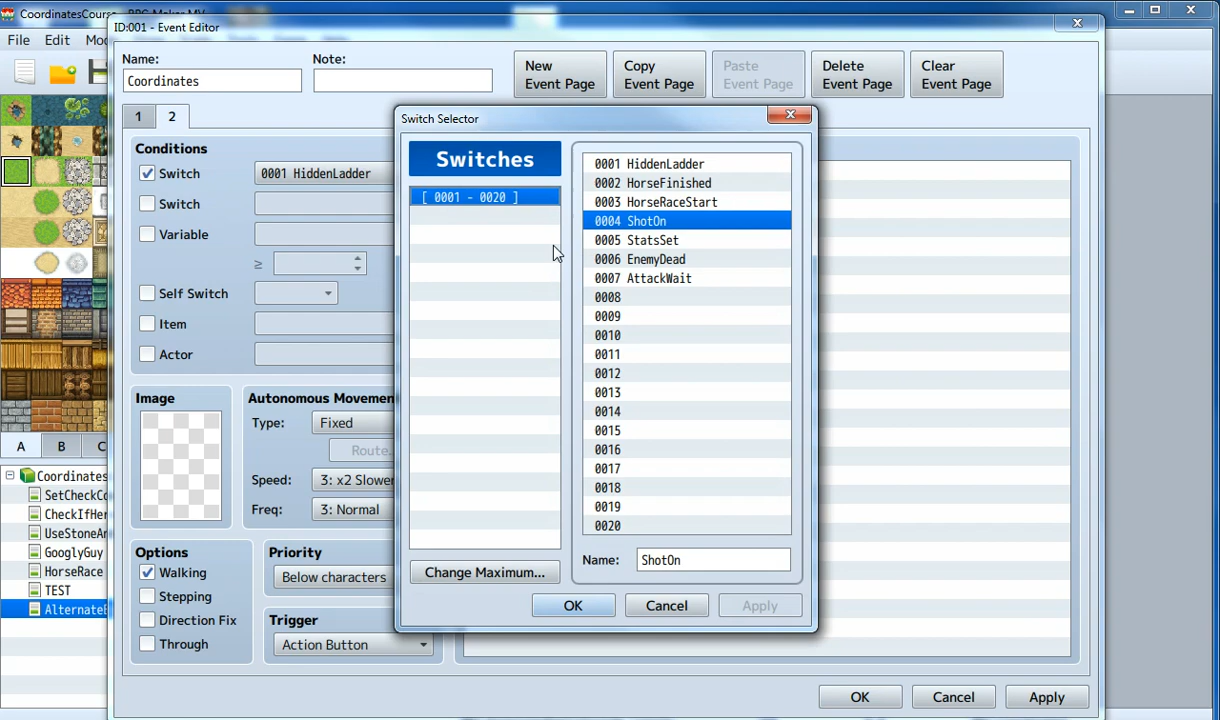 CoordinatesCourse - RPG Maker MV
ID:001 - Event Editor
File Edit
Name:
Note:
Coordinates
New
Event Page
Copy
Event Page
Paste
Event Page
Delete
Event Page
Clear
Event Page
1 2
Conditions
Switch
0001 HiddenLadder
Switch
Variable
≥
Self Switch
Item
Actor
Image
Autonomous Movemen
Type:
Fixed
Route.
Speed:
3: x2 Slower
Freq:
3: Normal
Options
Walking
Stepping
Direction Fix
Through
Priority
Below characters
Trigger
Action Button
OK Cancel Apply
Switch Selector
Switches
[ 0001 - 0020 ]
0001 HiddenLadder
0002 HorseFinished
0003 HorseRaceStart
0004 ShotOn
0005 StatsSet
0006 EnemyDead
0007 AttackWait
0008
0009
0010
0011
0012
0013
0014
0015
0016
0017
0018
0019
0020
Change Maximum...
Name:
ShotOn
OK Cancel Apply
A B C
Coordinates
SetCheckCo
CheckIfHer
UseStoneAr
GooglyGuy
HorseRace
TEST